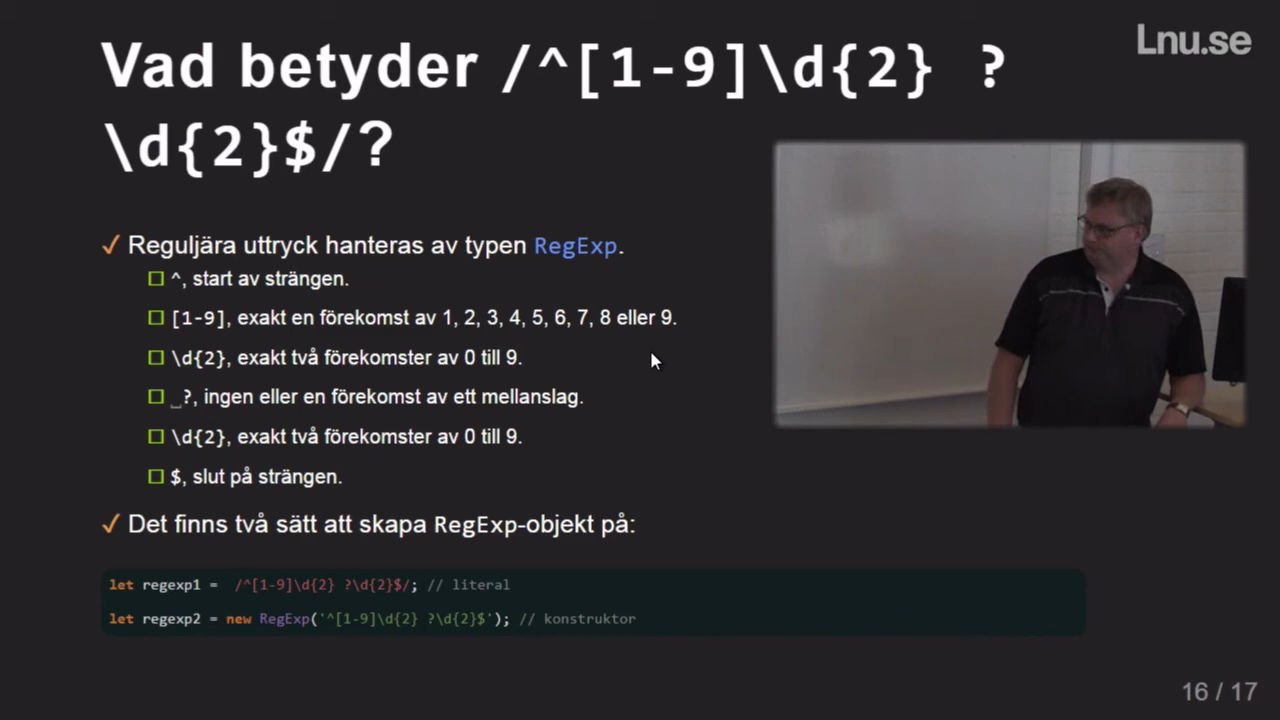 Lnu.se
Vad betyder /^[1-9]\d{2} ?
\d{2}$/?
✓ Reguljära uttryck hanteras av typen RegExp.
^, start av strängen.
[1-9], exakt en förekomst av 1, 2, 3, 4, 5, 6, 7, 8 eller 9.
\d{2}, exakt två förekomster av 0 till 9.
␣?, ingen eller en förekomst av ett mellanslag.
\d{2}, exakt två förekomster av 0 till 9.
$, slut på strängen.
✓ Det finns två sätt att skapa RegExp-objekt på:
let regexp1 =  /^[1-9]\d{2} ?\d{2}$/; // literal
let regexp2 = new RegExp('^[1-9]\d{2} ?\d{2}$'); // konstruktor
16 / 17